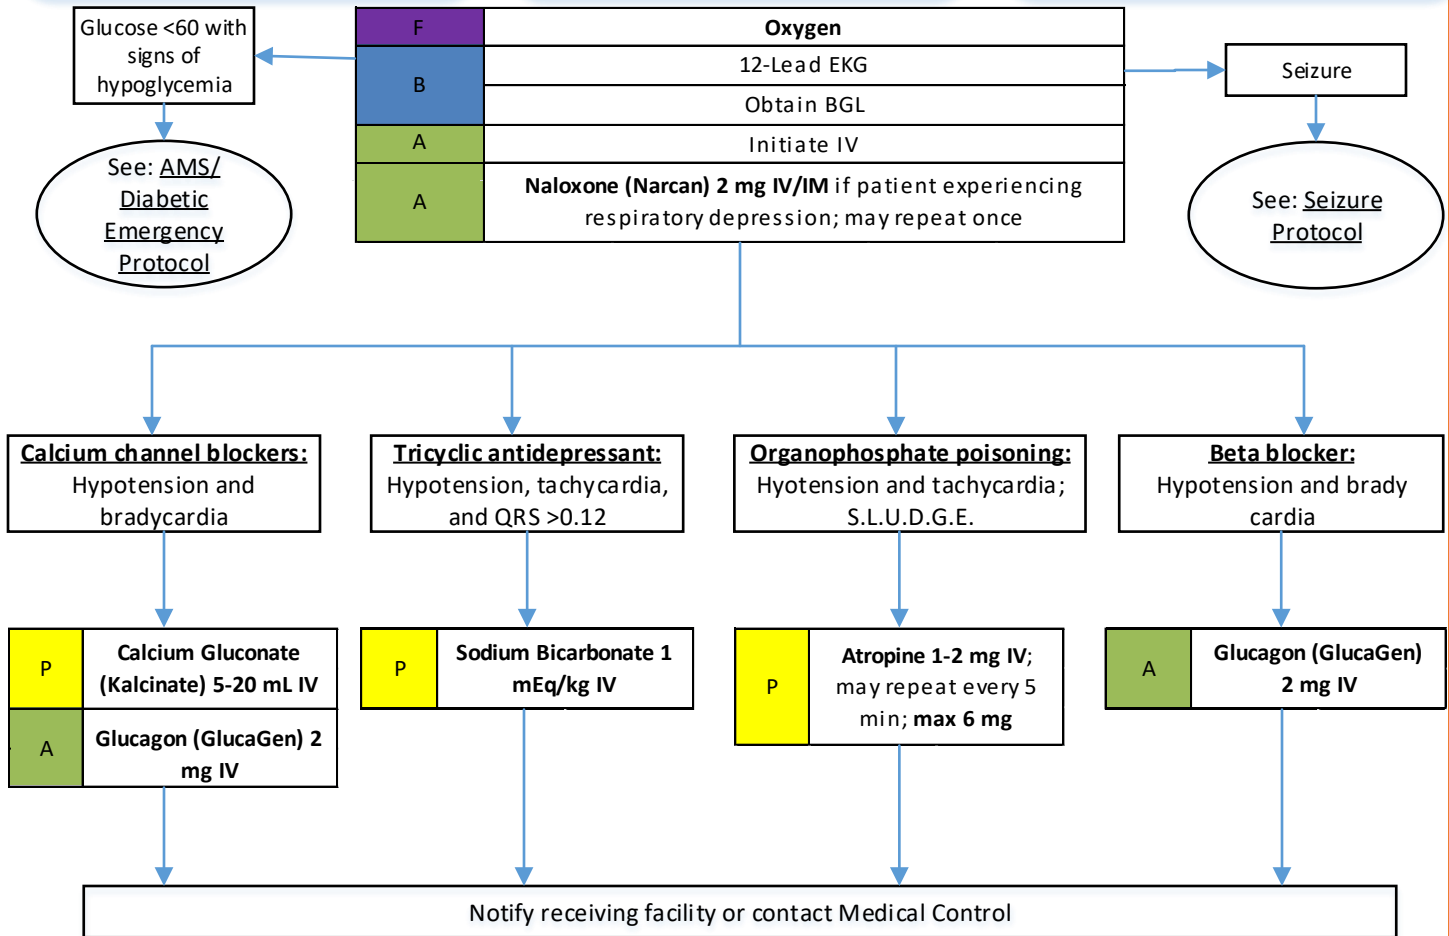 Glucose <60 with
signs of
hypoglycemia
See: AMS/
Diabetic
Emergency
Protocol
F
Oxygen
B
12-Lead EKG
Obtain BGL
A
Initiate IV
A
Naloxone (Narcan) 2 mg IV/IM if patient experiencing
respiratory depression; may repeat once
Seizure
See: Seizure
Protocol
Calcium channel blockers:
Hypotension and
bradycardia
Tricyclic antidepressant:
Hypotension, tachycardia,
and QRS >0.12
Organophosphate poisoning:
Hyotension and tachycardia;
S.L.U.D.G.E.
Beta blocker:
Hypotension and brady
cardia
P
Calcium Gluconate
(Kalcinate) 5-20 mL IV
A
Glucagon (GlucaGen) 2
mg IV
P
Sodium Bicarbonate 1
mEq/kg IV
P
Atropine 1-2 mg IV;
may repeat every 5
min; max 6 mg
A
Glucagon (GlucaGen)
2 mg IV
Notify receiving facility or contact Medical Control